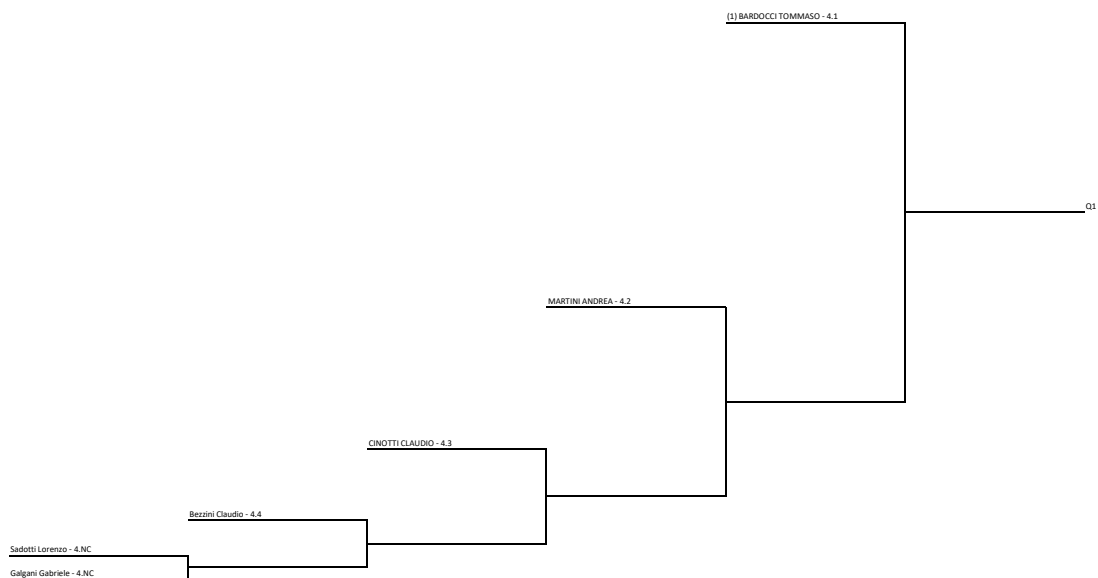 (1) BARDOCCI TOMMASO - 4.1
Q1
MARTINI ANDREA - 4.2
CINOTTI CLAUDIO - 4.3
Bezzini Claudio - 4.4
Sadotti Lorenzo - 4.NC
Galgani Gabriele - 4.NC